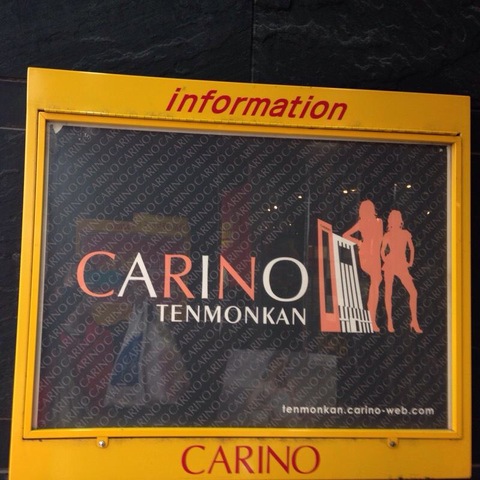 information
CARINO
TENMONKAN
tenmonkan.carino-web.com
CARINO